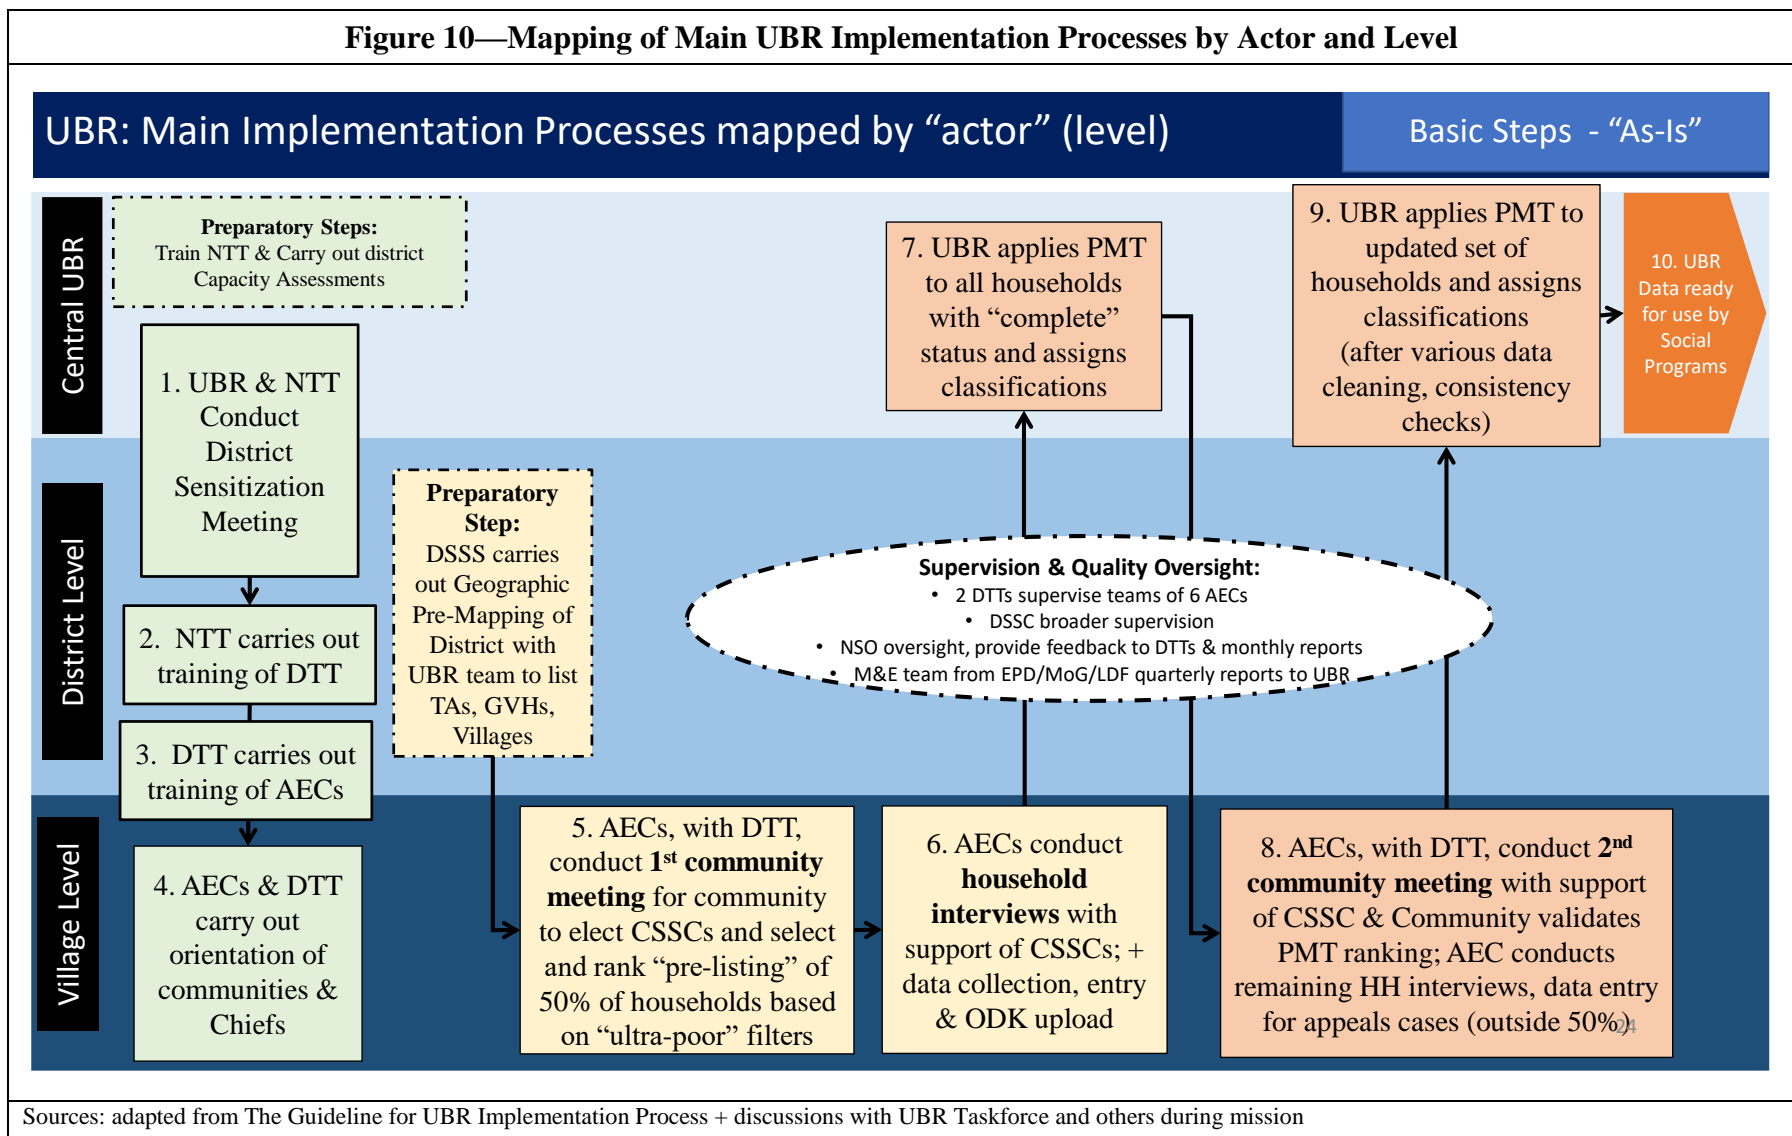 Figure 10—Mapping of Main UBR Implementation Processes by Actor and Level
UBR: Main Implementation Processes mapped by “actor” (level)
Basic Steps - “As-Is”
Central UBR
Preparatory Steps:
Train NTT & Carry out district
Capacity Assessments
1. UBR & NTT
Conduct
District
Sensitization
Meeting
7. UBR applies PMT
to all households
with “complete”
status and assigns
classifications
9. UBR applies PMT to
updated set of
households and assigns
classifications
(after various data
cleaning, consistency
checks)
10. UBR
Data ready
for use by
Social
Programs
District Level
2. NTT carries out
training of DTT
3. DTT carries out
training of AECs
Preparatory
Step:
DSSS carries
out Geographic
Pre-Mapping of
District with
UBR team to list
TAs, GVHs,
Villages
Supervision & Quality Oversight:
• 2 DTTs supervise teams of 6 AECs
• DSSC broader supervision
• NSO oversight, provide feedback to DTTs & monthly reports
• M&E team from EPD/MoG/LDF quarterly reports to UBR
Village Level
4. AECs & DTT
carry out
orientation of
communities &
Chiefs
5. AECs, with DTT,
conduct 1st community
meeting for community
to elect CSSCs and select
and rank “pre-listing” of
50% of households based
on “ultra-poor” filters
6. AECs conduct
household
interviews with
support of CSSCs; +
data collection, entry
& ODK upload
8. AECs, with DTT, conduct 2nd
community meeting with support
of CSSC & Community validates
PMT ranking; AEC conducts
remaining HH interviews, data entry
for appeals cases (outside 50%)
24
Sources: adapted from The Guideline for UBR Implementation Process + discussions with UBR Taskforce and others during mission